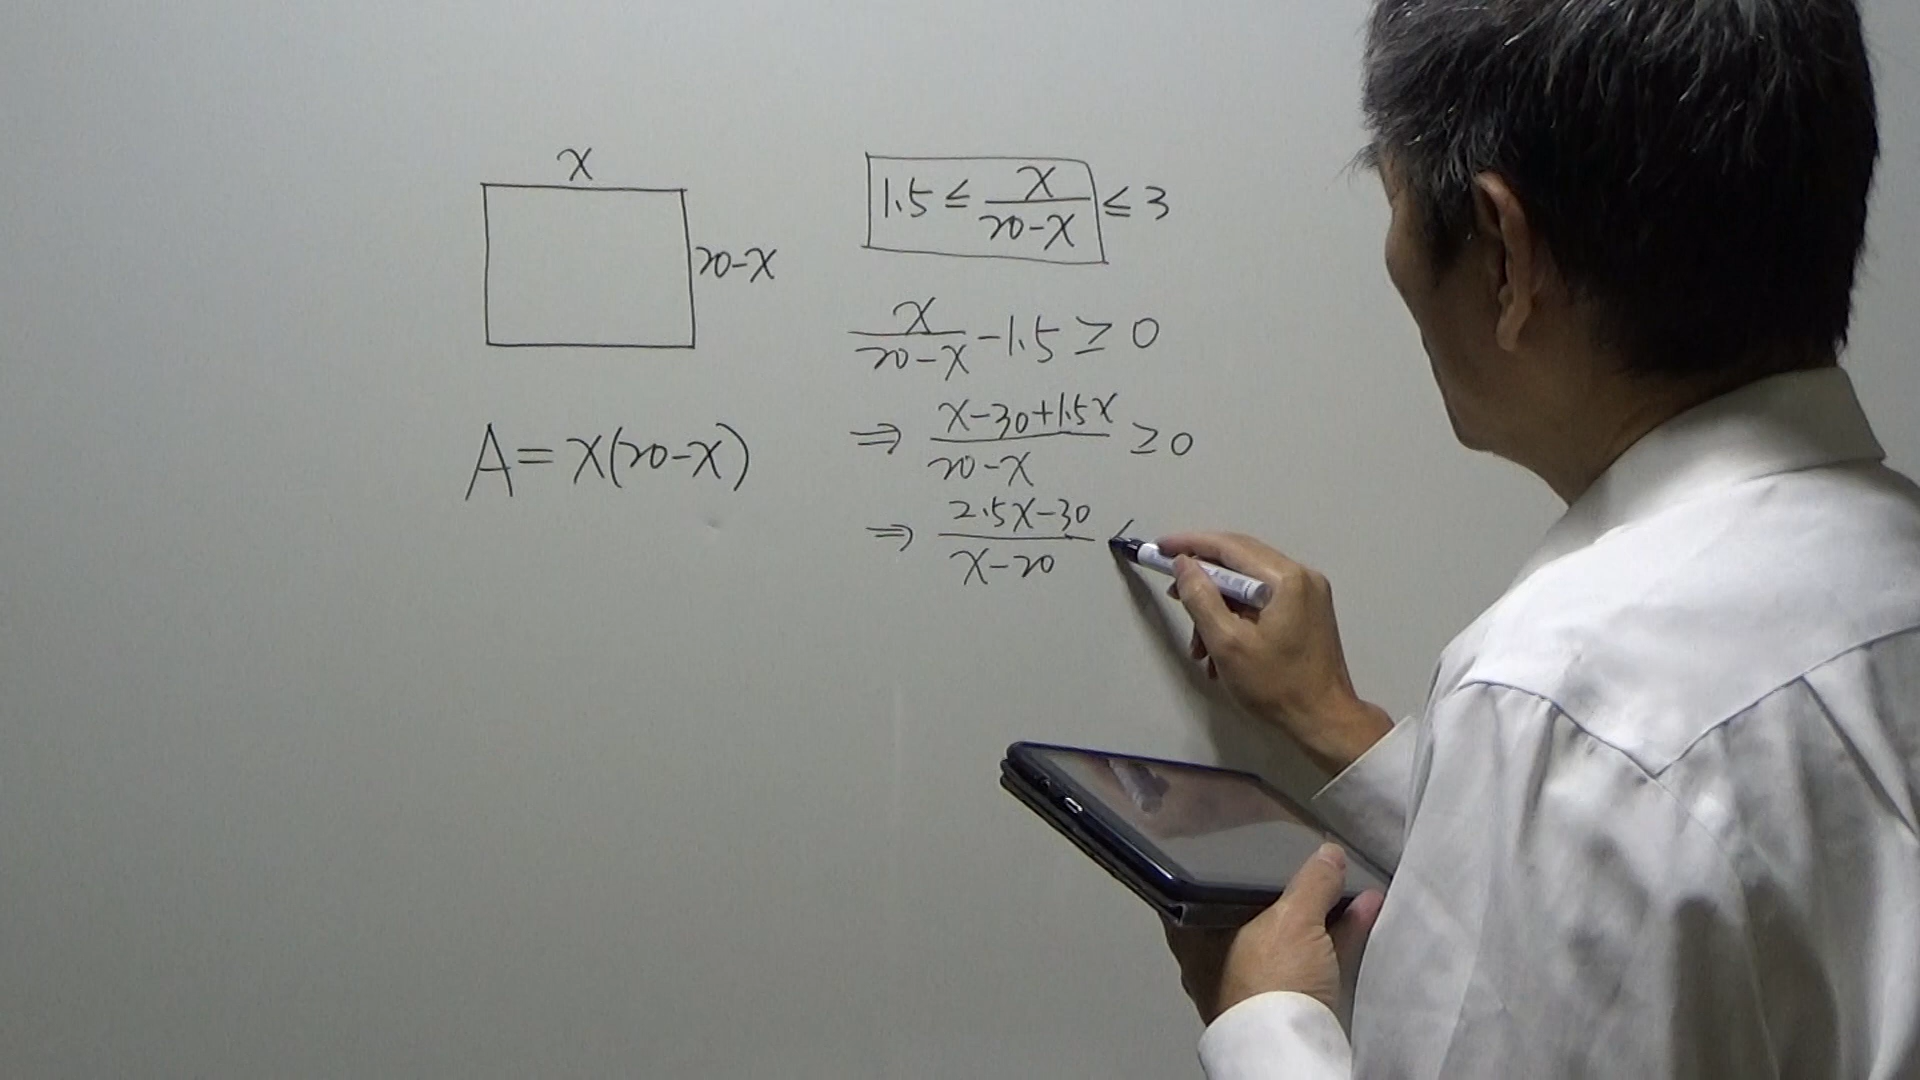 x
20-x
A = x(20-x)
1.5 ≤ x/(20-x) ≤ 3
x/(20-x) - 1.5 ≥ 0
⇒ (x-30+1.5x)/(20-x) ≥ 0
⇒ (2.5x-30)/(x-20) <